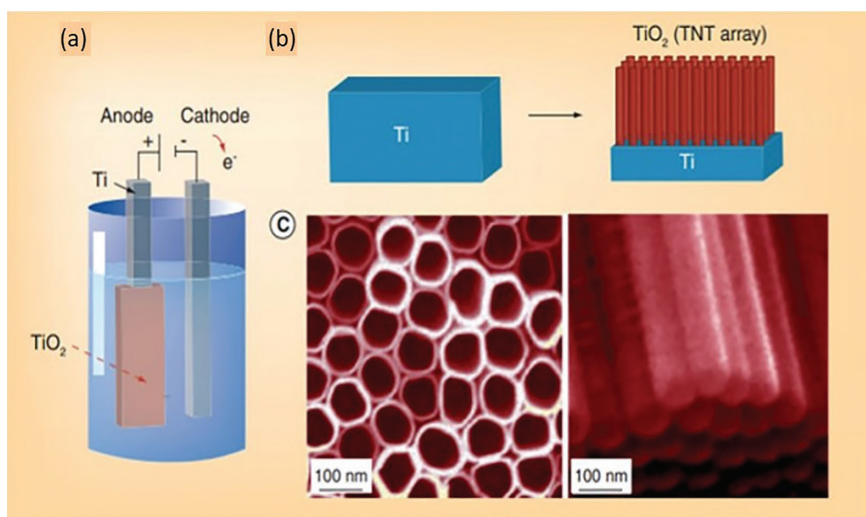 (a)
Anode
Cathode
+
-
e-
Ti
TiO2
(b)
TiO2 (TNT array)
Ti
Ti
C
100 nm
100 nm